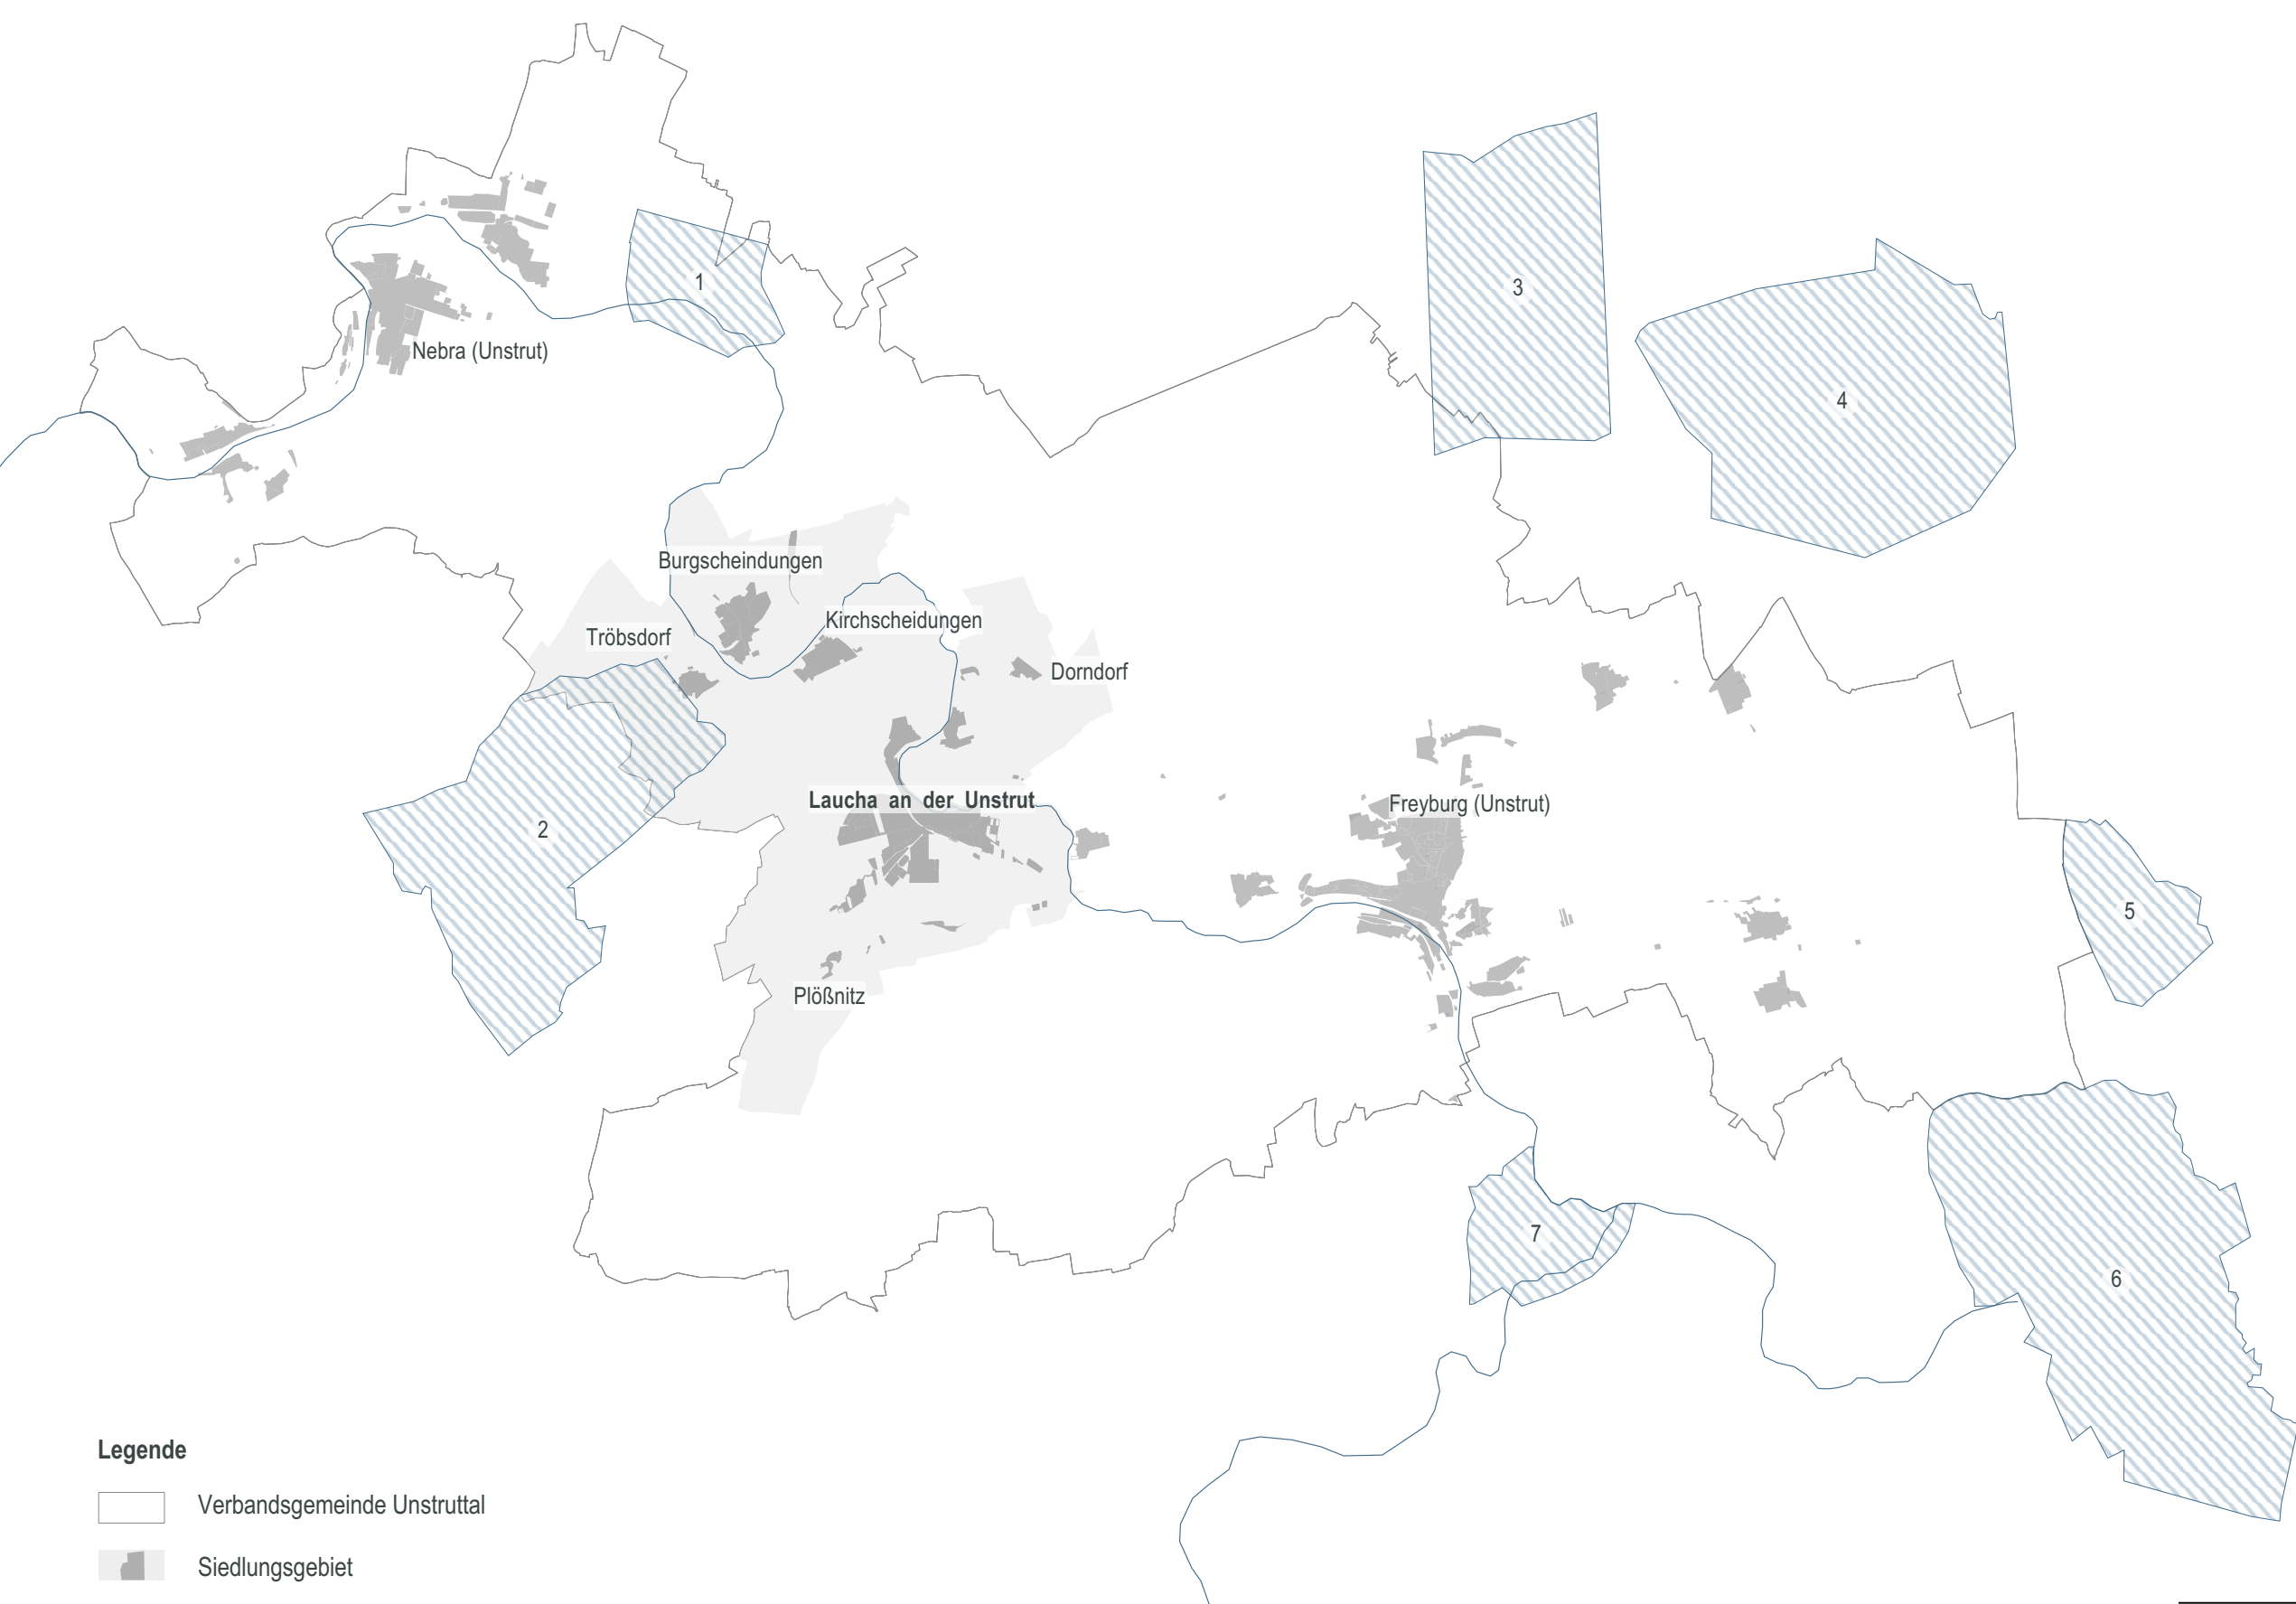 1
3
Nebra (Unstrut)
4
Burgscheindungen
Kirchscheidungen
Tröbsdorf
Dorndorf
Laucha an der Unstrut
Freyburg (Unstrut)
2
5
Plößnitz
7
6
Legende
Verbandsgemeinde Unstruttal
Siedlungsgebiet